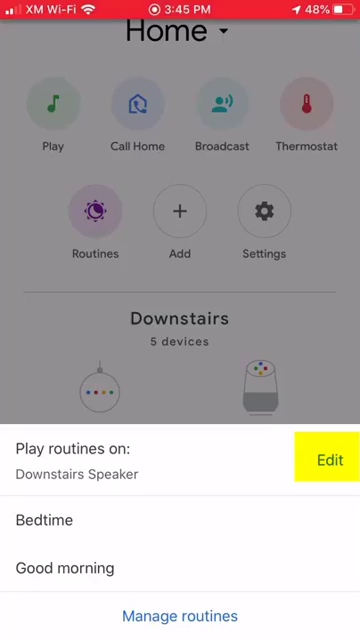 XM Wi-Fi 3:45 PM 48%
Home
Play Call Home Broadcast Thermostat
Routines Add Settings
Downstairs
5 devices
Play routines on:
Edit
Downstairs Speaker
Bedtime
Good morning
Manage routines